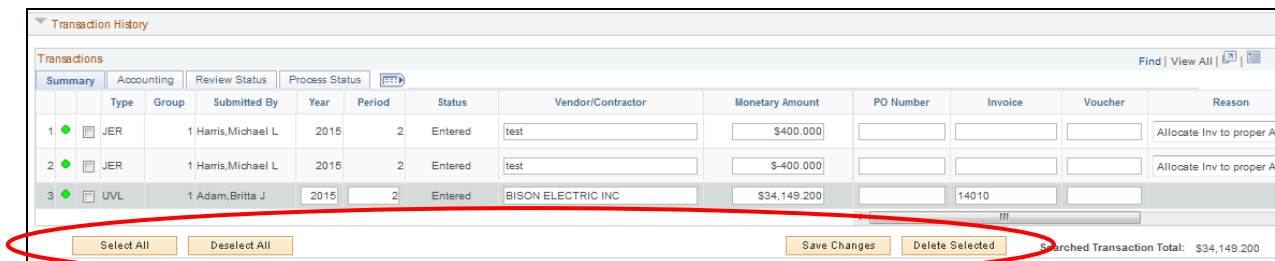 Transaction History
Transactions
Find | View All |
Summary Accounting Review Status Process Status
Type Group Submitted By Year Period Status Vendor/Contractor Monetary Amount PO Number Invoice Voucher Reason
1 JER 1 Harris,Michael L 2015 2 Entered test $400.000 Allocate Inv to proper A
2 JER 1 Harris,Michael L 2015 2 Entered test $-400.000 Allocate Inv to proper A
3 UVL 1 Adam,Britta J 2015 2 Entered BISON ELECTRIC INC $34,149.200 14010
Select All Deselect All Save Changes Delete Selected Searched Transaction Total: $34,149.200